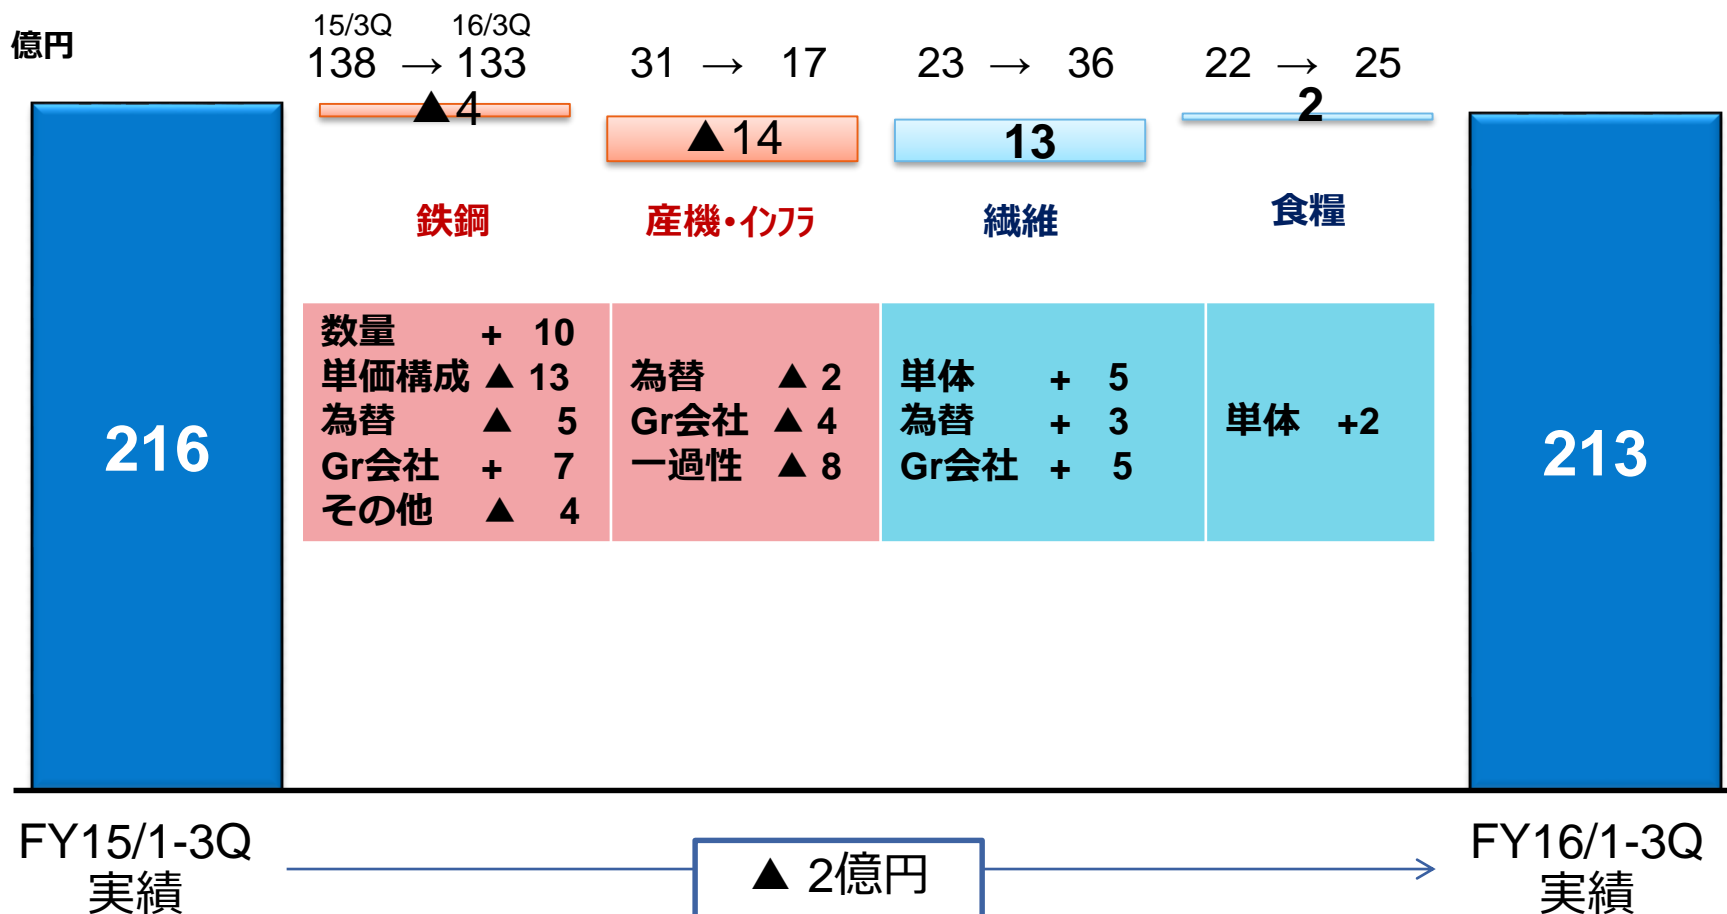 億円
15/3Q 16/3Q
138 → 133
31 → 17
23 → 36
22 → 25
▲4
▲14
13
2
鉄鋼
産機・インフラ
繊維
食糧
数量 + 10
単価構成 ▲ 13
為替 ▲ 5
Gr会社 + 7
その他 ▲ 4
為替 ▲ 2
Gr会社 ▲ 4
一過性 ▲ 8
単体 + 5
為替 + 3
Gr会社 + 5
単体 +2
216
213
FY15/1-3Q
実績
▲ 2億円
FY16/1-3Q
実績